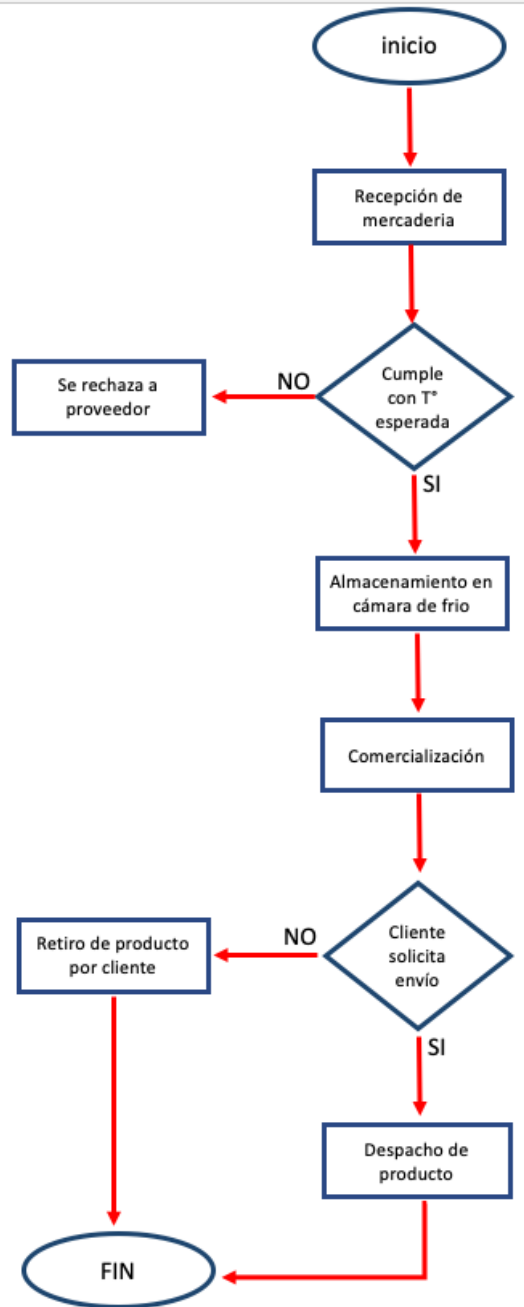 inicio
Recepción de
mercaderia
Cumple
con T°
esperada
NO
Se rechaza a
proveedor
SI
Almacenamiento en
cámara de frio
Comercialización
Cliente
solicita
envío
NO
Retiro de producto
por cliente
SI
Despacho de
producto
FIN